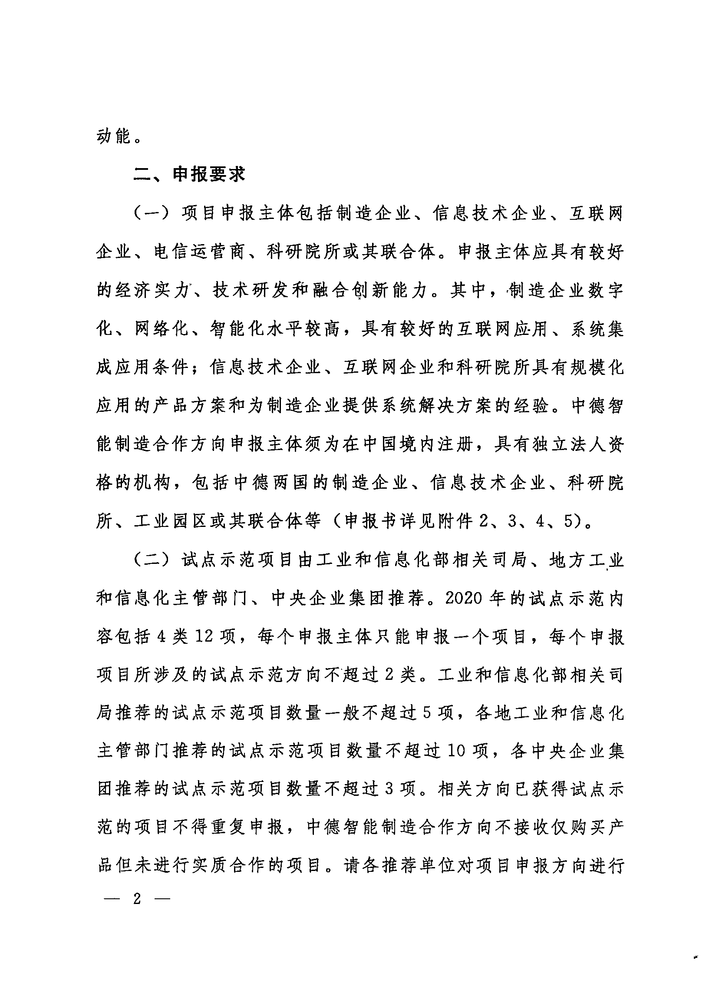 动能。
二、申报要求
（一）项目申报主体包括制造企业、信息技术企业、互联网
企业、电信运营商、科研院所或其联合体。申报主体应具有较好
的经济实力、技术研发和融合创新能力。其中，制造企业数字
化、网络化、智能化水平较高，具有较好的互联网应用、系统集
成应用条件；信息技术企业、互联网企业和科研院所具有规模化
应用的产品方案和为制造企业提供系统解决方案的经验。中德智
能制造合作方向申报主体须为在中国境内注册，具有独立法人资
格的机构，包括中德两国的制造企业、信息技术企业、科研院
所、工业园区或其联合体等（申报书详见附件2、3、4、5）。
（二）试点示范项目由工业和信息化部相关司局、地方工业
和信息化主管部门、中央企业集团推荐。2020年的试点示范内
容包括4类12项，每个申报主体只能申报一个项目，每个申报
项目所涉及的试点示范方向不超过2类。工业和信息化部相关司
局推荐的试点示范项目数量一般不超过5项，各地工业和信息化
主管部门推荐的试点示范项目数量不超过10项，各中央企业集
团推荐的试点示范项目数量不超过3项。相关方向已获得试点示
范的项目不得重复申报，中德智能制造合作方向不接收仅购买产
品但未进行实质合作的项目。请各推荐单位对项目申报方向进行
— 2 —